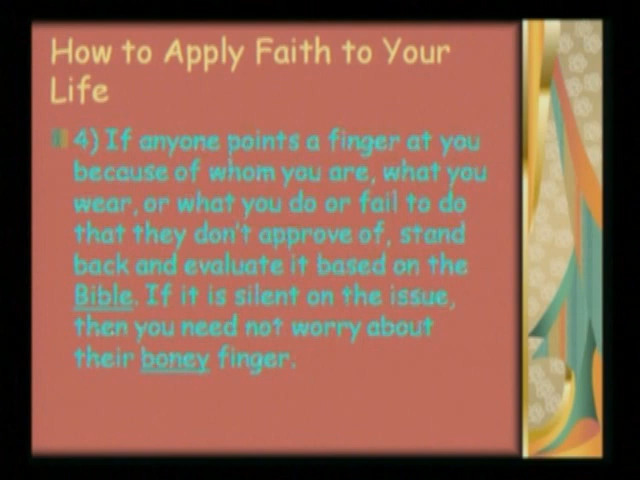 How to Apply Faith to Your
Life
4) If anyone points a finger at you
because of whom you are, what you
wear, or what you do or fail to do
that they don't approve of, stand
back and evaluate it based on the
Bible. If it is silent on the issue,
then you need not worry about
their boney finger.